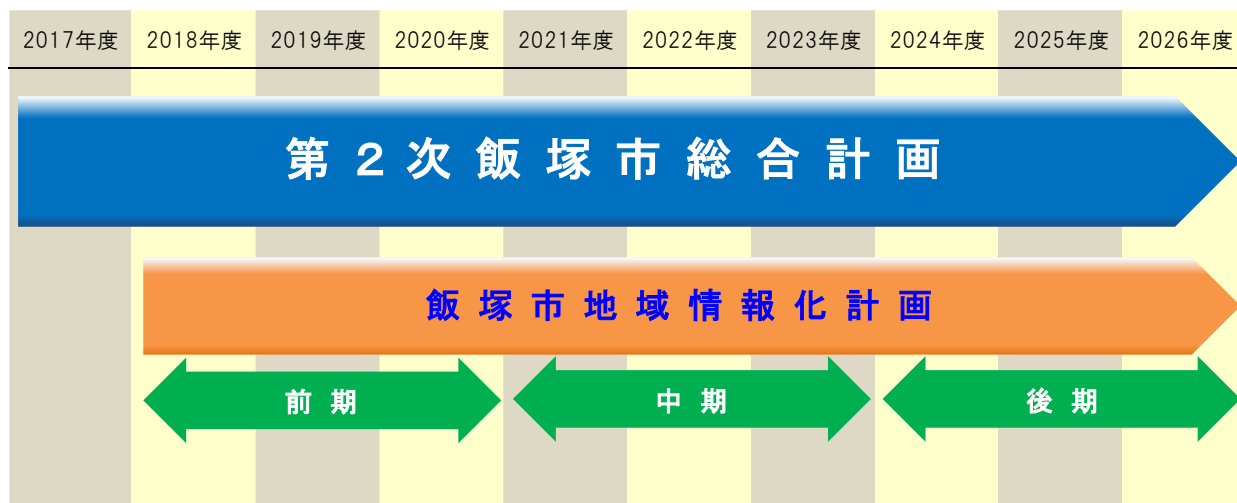 2017年度 2018年度 2019年度 2020年度 2021年度 2022年度 2023年度 2024年度 2025年度 2026年度
第２次飯塚市総合計画
飯塚市地域情報化計画
前期 中期 後期